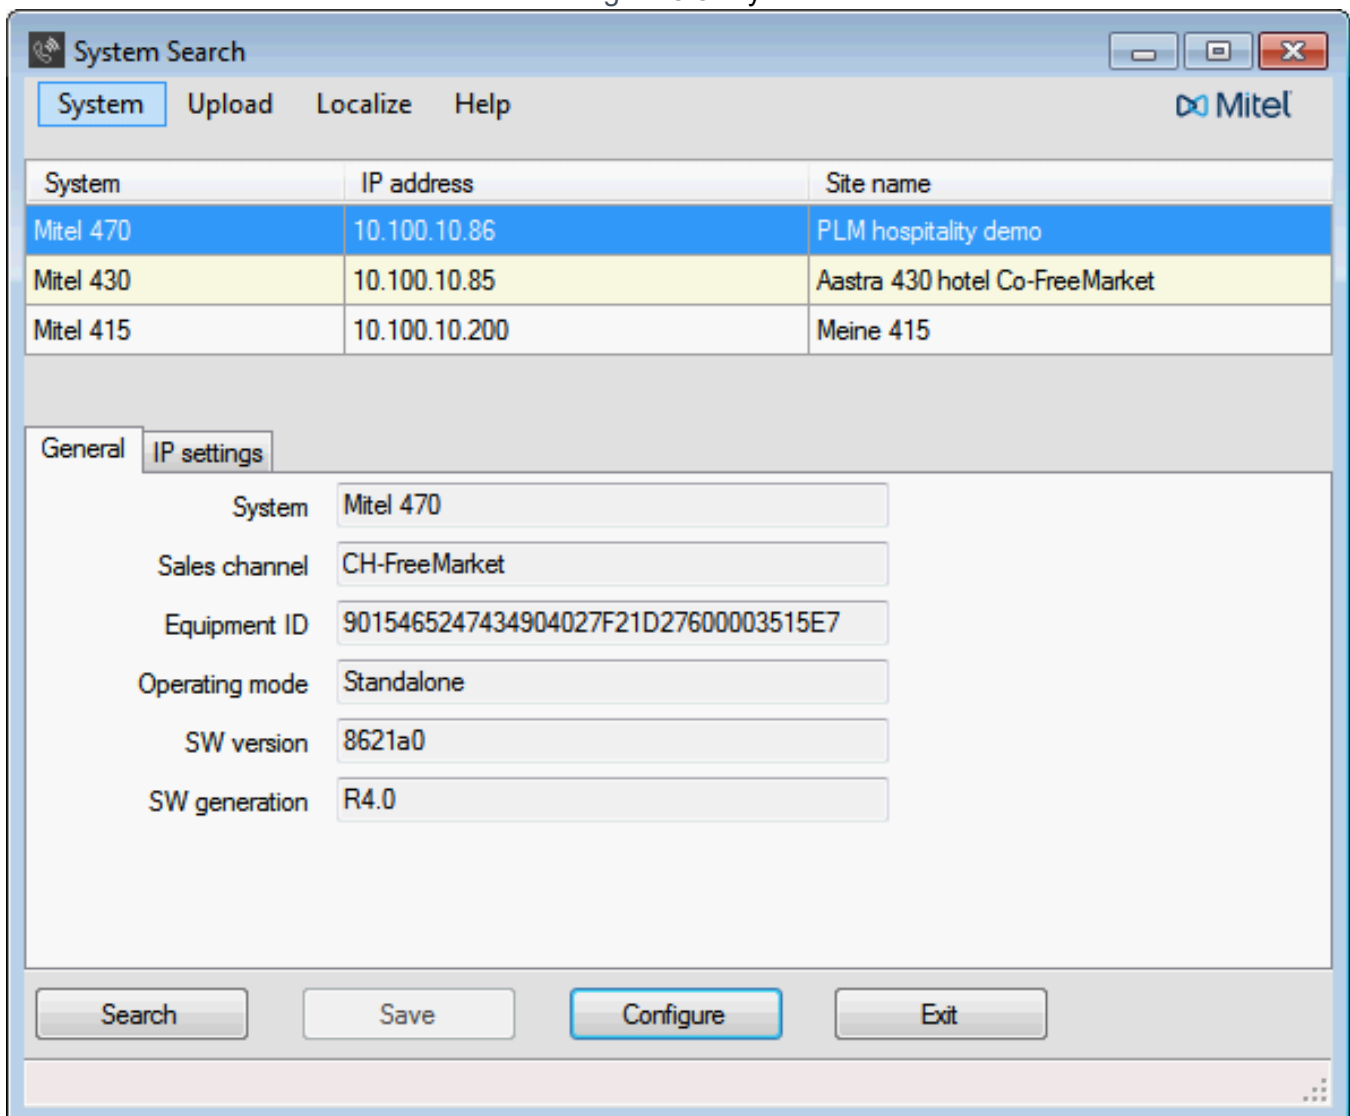 System Search
System Upload Localize Help Mitel
System IP address Site name
Mitel 470 10.100.10.86 PLM hospitality demo
Mitel 430 10.100.10.85 Aastra 430 hotel Co-FreeMarket
Mitel 415 10.100.10.200 Meine 415
General IP settings
System Mitel 470
Sales channel CH-FreeMarket
Equipment ID 9015465247434904027F21D27600003515E7
Operating mode Standalone
SW version 8621a0
SW generation R4.0
Search Save Configure Exit